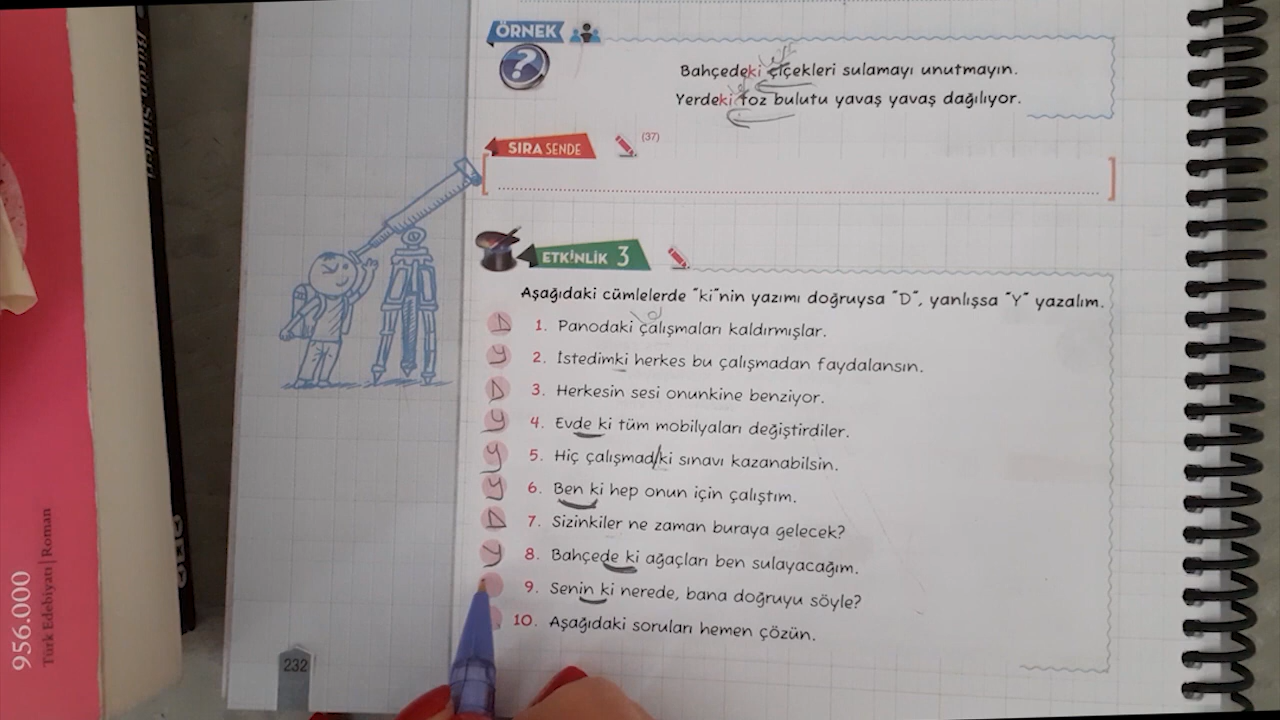 ÖRNEK
Bahçedeki çiçekleri sulamayı unutmayın.
Yerdeki toz bulutu yavaş yavaş dağılıyor.
SIRA SENDE
(37)
ETKİNLİK 3
Aşağıdaki cümlelerde "ki"nin yazımı doğruysa "D", yanlışsa "Y" yazalım.
D 1. Panodaki çalışmaları kaldırmışlar.
Y 2. İstedimki herkes bu çalışmadan faydalansın.
D 3. Herkesin sesi onunkine benziyor.
Y 4. Evde ki tüm mobilyaları değiştirdiler.
Y 5. Hiç çalışmadıki sınavı kazanabilsin.
Y 6. Ben ki hep onun için çalıştım.
D 7. Sizinkiler ne zaman buraya gelecek?
Y 8. Bahçede ki ağaçları ben sulayacağım.
9. Senin ki nerede, bana doğruyu söyle?
10. Aşağıdaki soruları hemen çözün.
232
956.000
Türk Edebiyatı | Roman